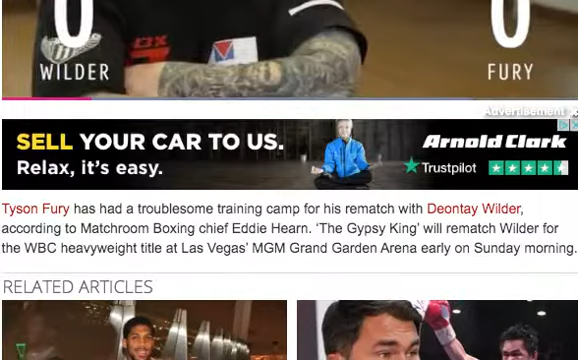 0 0
WILDER FURY
Advertisement
SELL YOUR CAR TO US.
Relax, it's easy.
Arnold Clark
Trustpilot
Tyson Fury has had a troublesome training camp for his rematch with Deontay Wilder,
according to Matchroom Boxing chief Eddie Hearn. 'The Gypsy King' will rematch Wilder for
the WBC heavyweight title at Las Vegas' MGM Grand Garden Arena early on Sunday morning.
RELATED ARTICLES